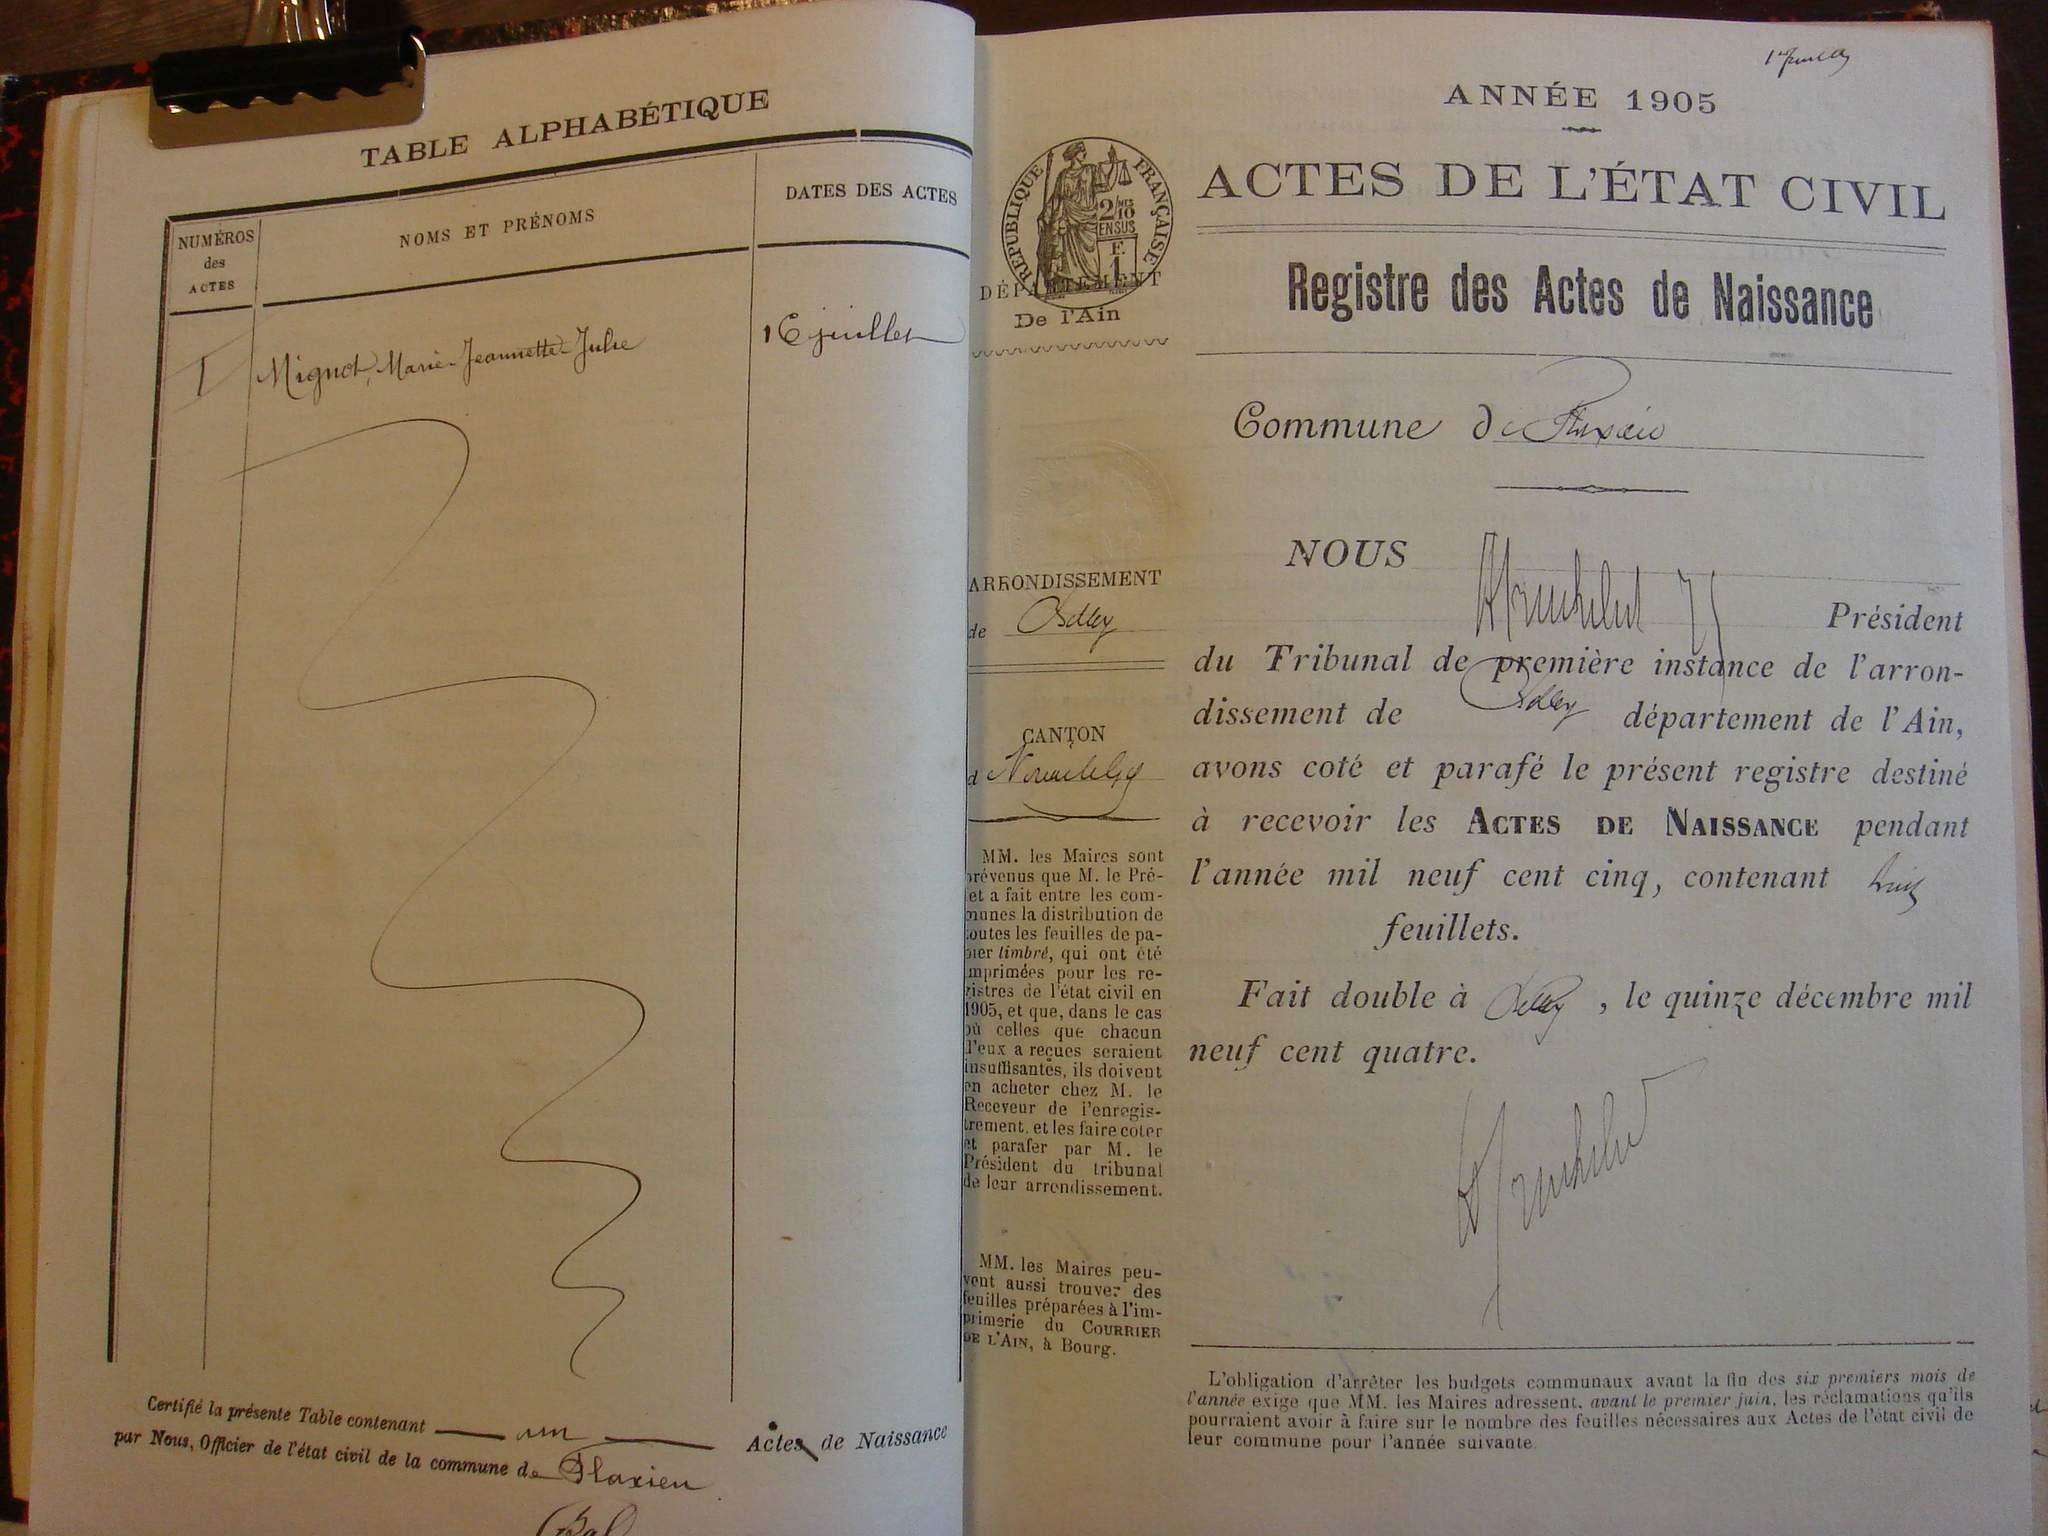 TABLE ALPHABÉTIQUE
NUMÉROS
des
ACTES
NOMS ET PRÉNOMS
DATES DES ACTES
1
Mignot, Marie-Jeannette-Julie
16 juillet
Certifié la présente Table contenant un Actes de Naissance
par Nous, Officier de l'état civil de la commune de Flaxieu
ANNÉE 1905
RÉPUBLIQUE FRANÇAISE
2/10
EN SUS
F.
1
DÉPARTEMENT
De l'Ain
ARRONDISSEMENT
de Belley
CANTON
d
MM. les Maires sont
prévenus que M. le Pré-
fet a fait entre les com-
munes la distribution de
toutes les feuilles de pa-
pier timbré, qui ont été
imprimées pour les re-
gistres de l'état civil en
1905, et que, dans le cas
où celles que chacun
d'eux a reçues seraient
insuffisantes, ils doivent
en acheter chez M. le
Receveur de l'enregis-
trement, et les faire coter
et parafer par M. le
Président du tribunal
de leur arrondissement.
MM. les Maires peu-
vent aussi trouver des
feuilles préparées à l'im-
primerie du COURRIER
DE L'AIN, à Bourg.
ACTES DE L'ÉTAT CIVIL
Registre des Actes de Naissance
Commune de Flaxieu
NOUS
Président
du Tribunal de première instance de l'arron-
dissement de Belley département de l'Ain,
avons coté et parafé le présent registre destiné
à recevoir les ACTES DE NAISSANCE pendant
l'année mil neuf cent cinq, contenant
feuillets.
Fait double à Belley, le quinze décembre mil
neuf cent quatre.
L'obligation d'arrêter les budgets communaux avant la fin des six premiers mois de
l'année exige que MM. les Maires adressent, avant le premier juin, les réclamations qu'ils
pourraient avoir à faire sur le nombre des feuilles nécessaires aux Actes de l'état civil de
leur commune pour l'année suivante.